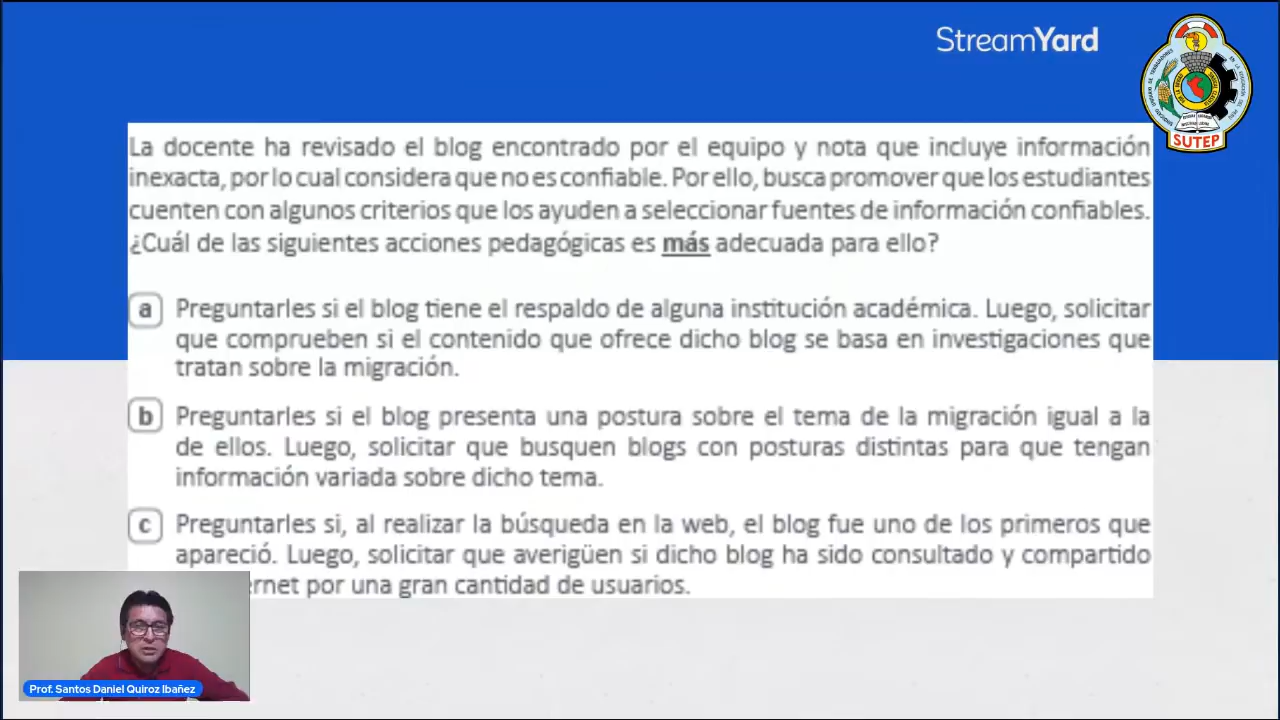 StreamYard
SUTEP
La docente ha revisado el blog encontrado por el equipo y nota que incluye información
inexacta, por lo cual considera que no es confiable. Por ello, busca promover que los estudiantes
cuenten con algunos criterios que los ayuden a seleccionar fuentes de información confiables.
¿Cuál de las siguientes acciones pedagógicas es más adecuada para ello?
a Preguntarles si el blog tiene el respaldo de alguna institución académica. Luego, solicitar
que comprueben si el contenido que ofrece dicho blog se basa en investigaciones que
tratan sobre la migración.
b Preguntarles si el blog presenta una postura sobre el tema de la migración igual a la
de ellos. Luego, solicitar que busquen blogs con posturas distintas para que tengan
información variada sobre dicho tema.
c Preguntarles si, al realizar la búsqueda en la web, el blog fue uno de los primeros que
apareció. Luego, solicitar que averigüen si dicho blog ha sido consultado y compartido
ernet por una gran cantidad de usuarios.
Prof. Santos Daniel Quiroz Ibañez